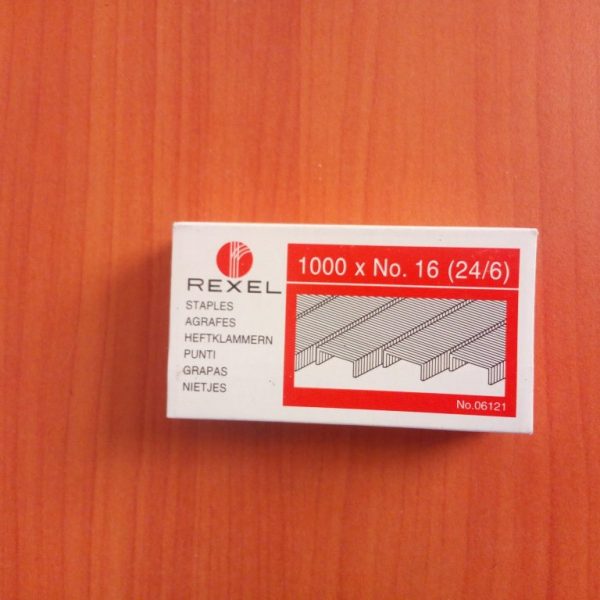 REXEL
STAPLES
AGRAFES
HEFTKLAMMERN
PUNTI
GRAPAS
NIETJES
1000 x No. 16 (24/6)
No.06121